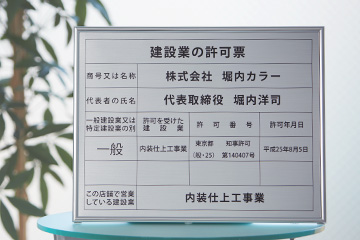 建設業の許可票
商号又は名称 株式会社 堀内カラー
代表者の氏名 代表取締役 堀内洋司
一般建設業又は
特定建設業の別
許可を受けた
建設業
許可番号 許可年月日
一般 内装仕上工事業
東京都 知事許可
(般・25) 第140407号
平成25年8月5日
この店舗で営業
している建設業
内装仕上工事業